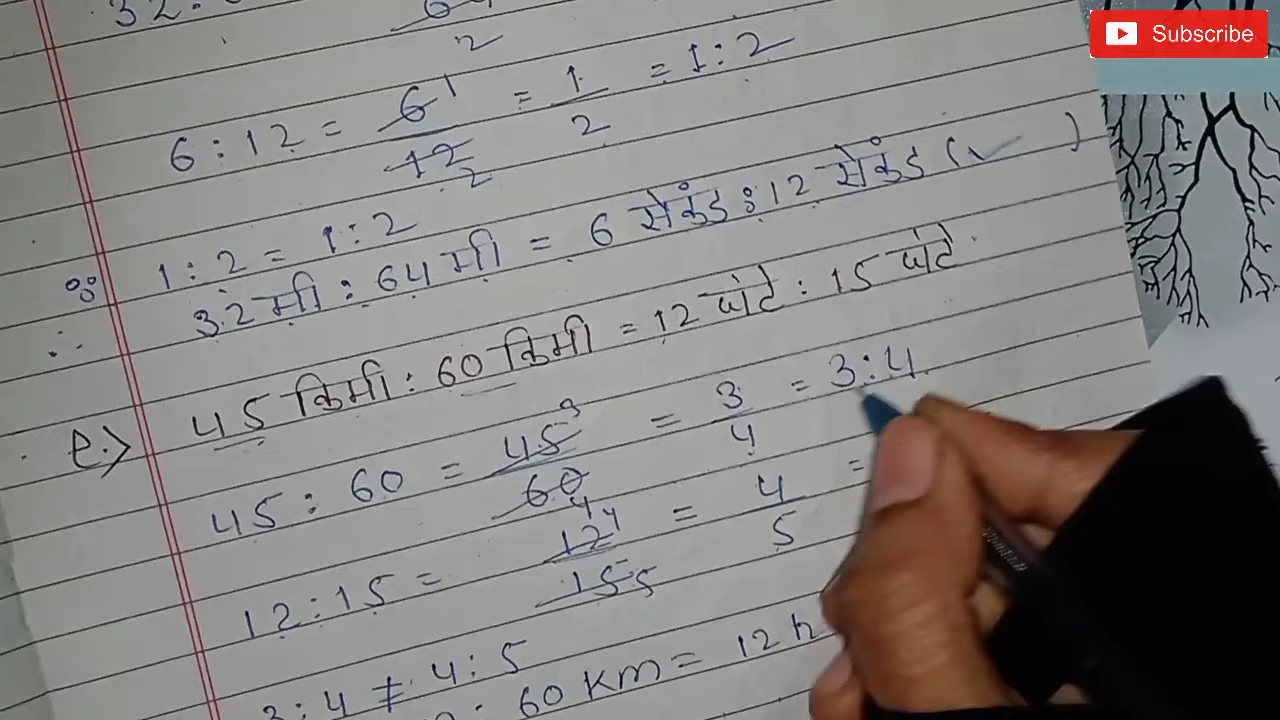 Subscribe
32:
6:12 = 6/12 = 1/2 = 1:2
1:2 = 1:2
∴ 32 मी : 64 मी = 6 सेकंड : 12 सेकंड (✓)
e.> 45 किमी : 60 किमी = 12 घंटे : 15 घंटे
45 : 60 = 45/60 = 3/4 = 3:4
12:15 = 12/15 = 4/5 =
3:4 ≠ 4:5
: 60 km = 12 h